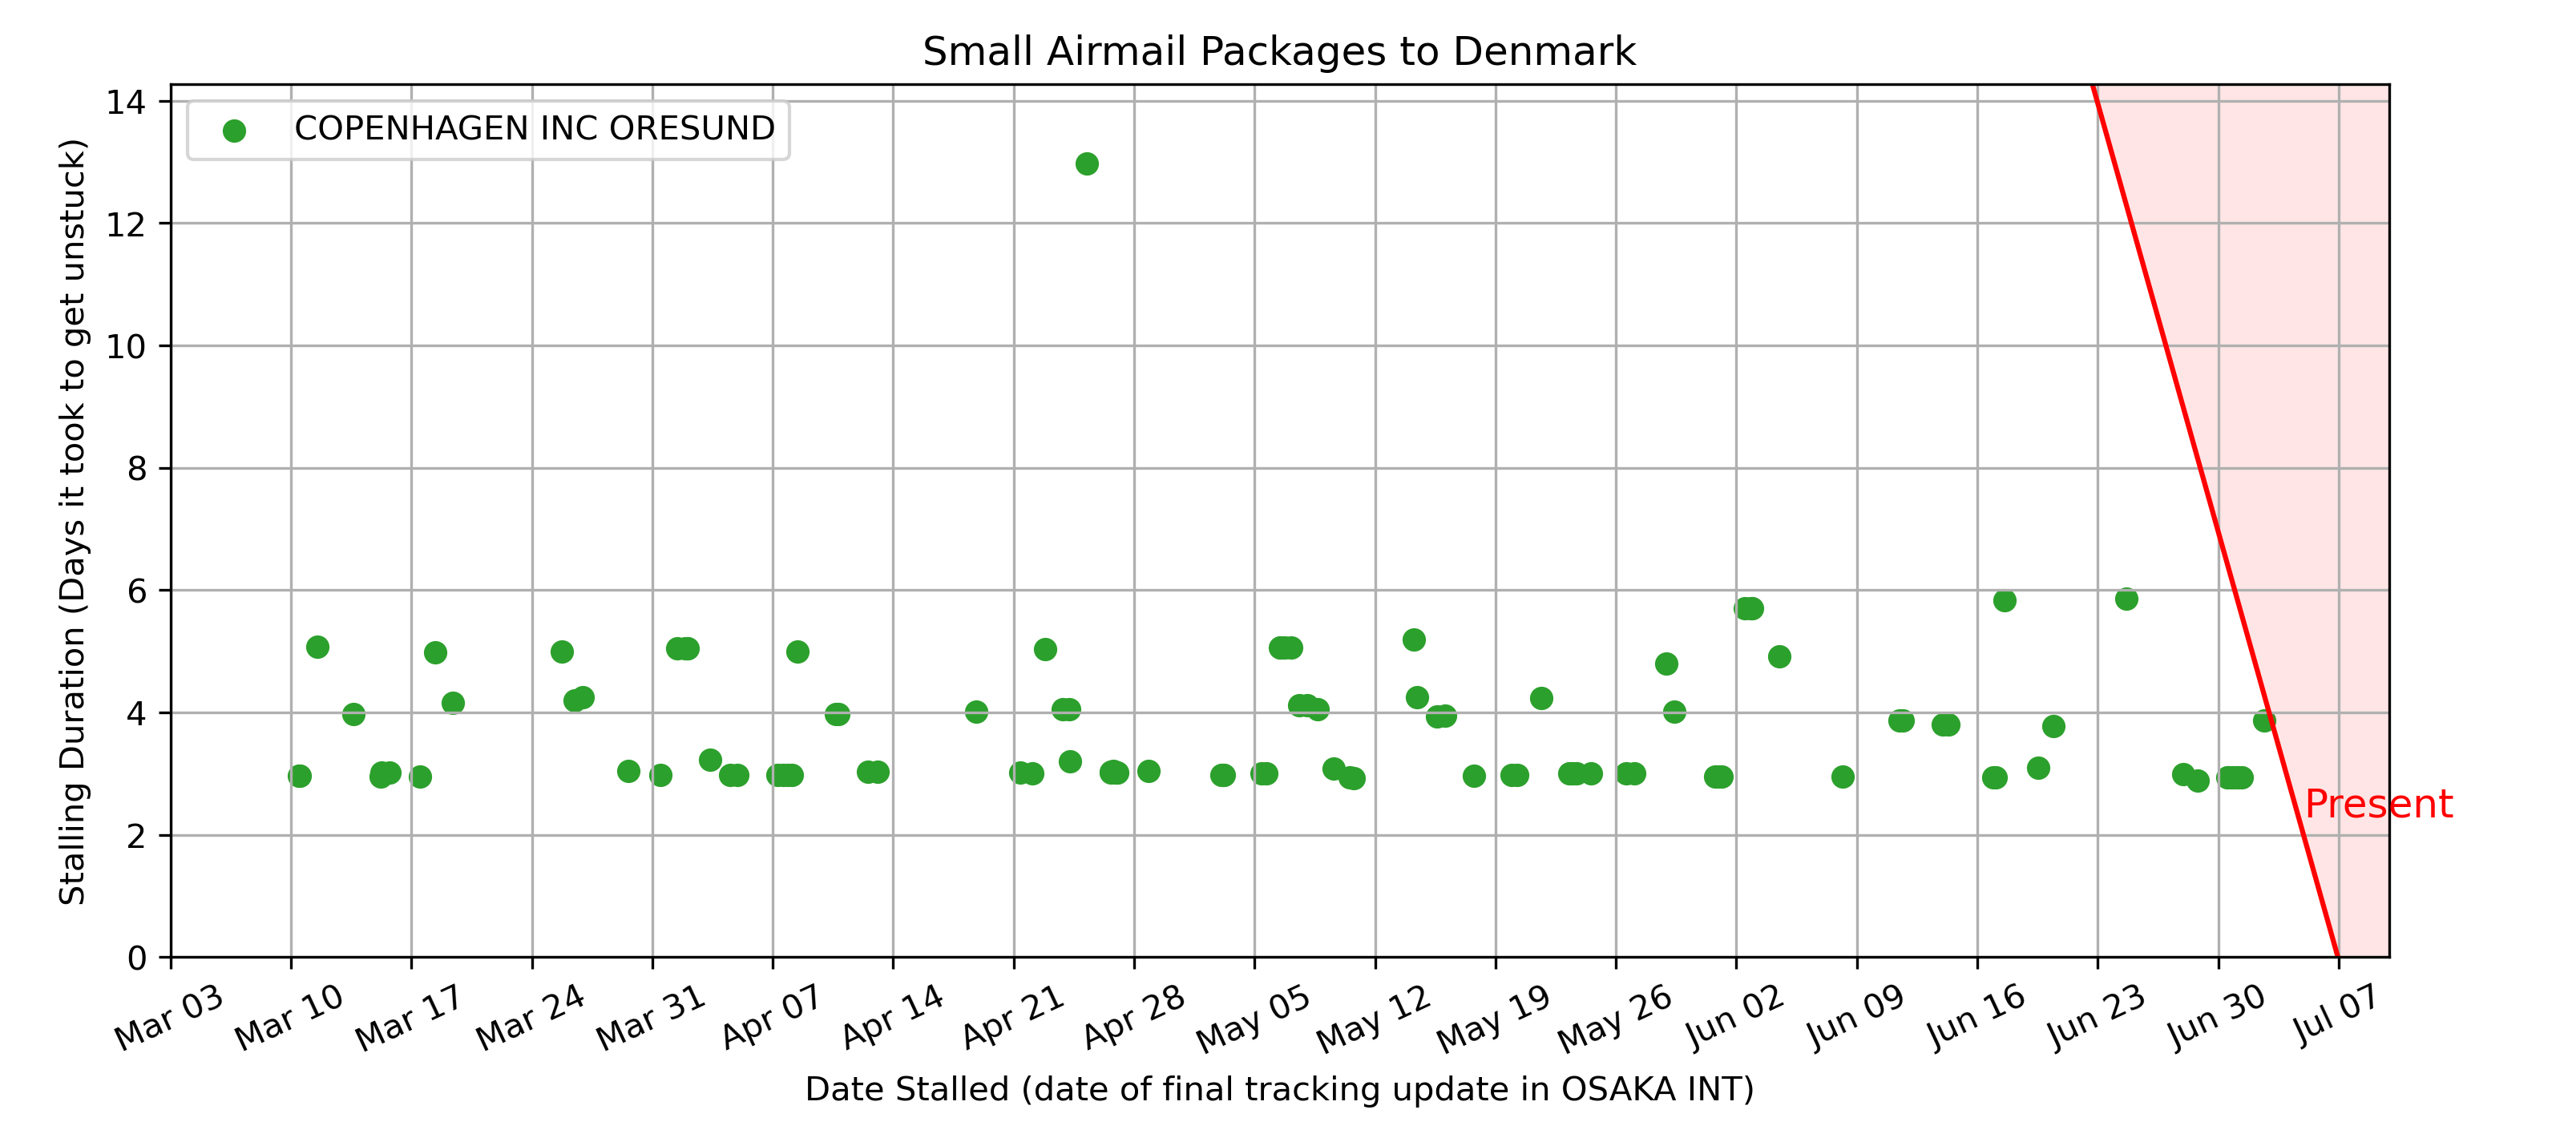 Small Airmail Packages to Denmark
COPENHAGEN INC ORESUND
Stalling Duration (Days it took to get unstuck)
14
12
10
8
6
4
2
0
Present
Mar 03
Mar 10
Mar 17
Mar 24
Mar 31
Apr 07
Apr 14
Apr 21
Apr 28
May 05
May 12
May 19
May 26
Jun 02
Jun 09
Jun 16
Jun 23
Jun 30
Jul 07
Date Stalled (date of final tracking update in OSAKA INT)